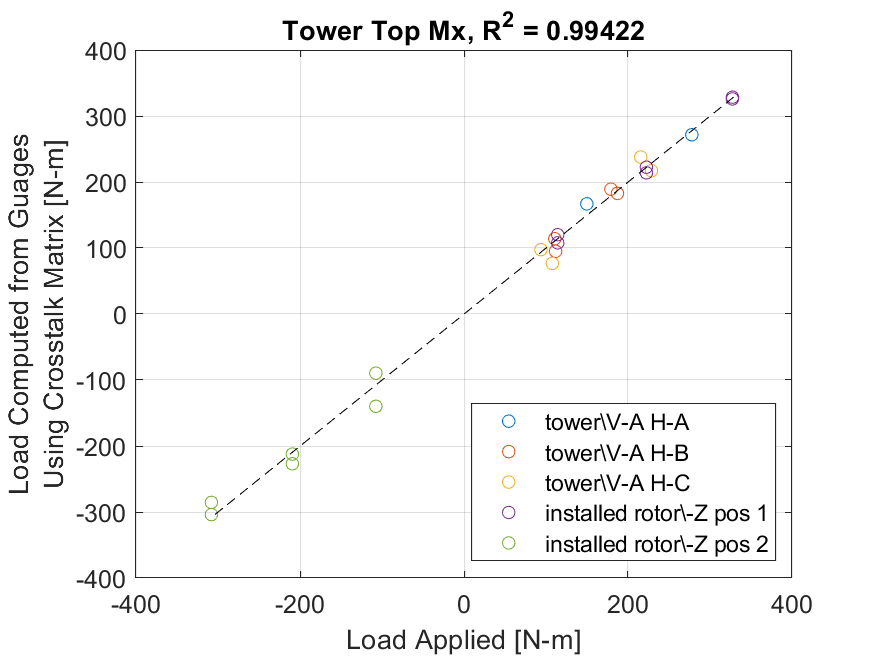 Tower Top Mx, R² = 0.99422
Load Computed from Guages
Using Crosstalk Matrix [N-m]
400
300
200
100
0
-100
-200
-300
-400
-400
-200
0
200
400
Load Applied [N-m]
tower\V-A H-A
tower\V-A H-B
tower\V-A H-C
installed rotor\-Z pos 1
installed rotor\-Z pos 2